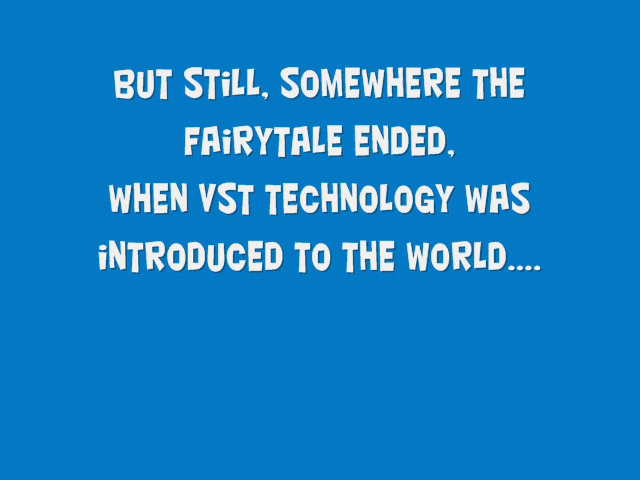 BUT STiLL, SOMEWHERE THE
FAiRYTALE ENDED,
WHEN VST TECHNOLOGY WAS
iNTRODUCED TO THE WORLD....